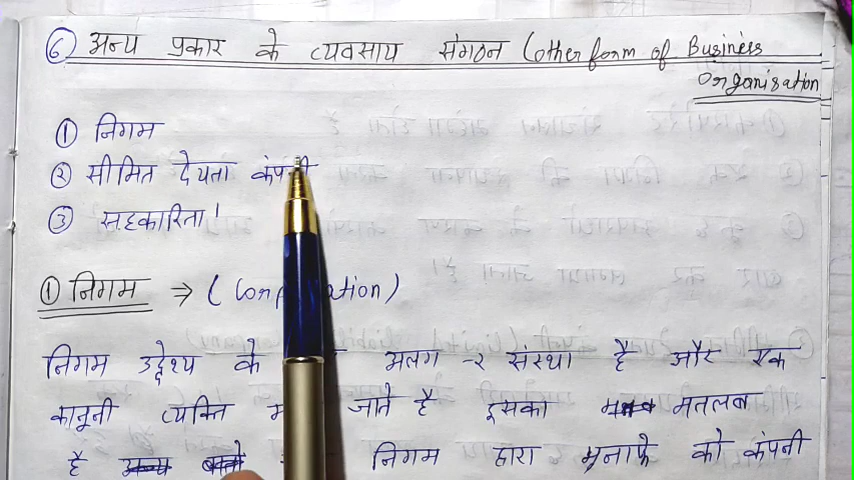 ⑥ अन्य प्रकार के व्यवसाय संगठन (other form of Business
Organisation
① निगम
② सीमित देयता कंपनी
③ सहकारिता।
① निगम ⇒ ( ation)
निगम उद्देश्य के अलग -२ संस्था है और एक
कानूनी व्यक्ति जाते है इसका मतलब
है निगम द्वारा मुनाफे को कंपनी